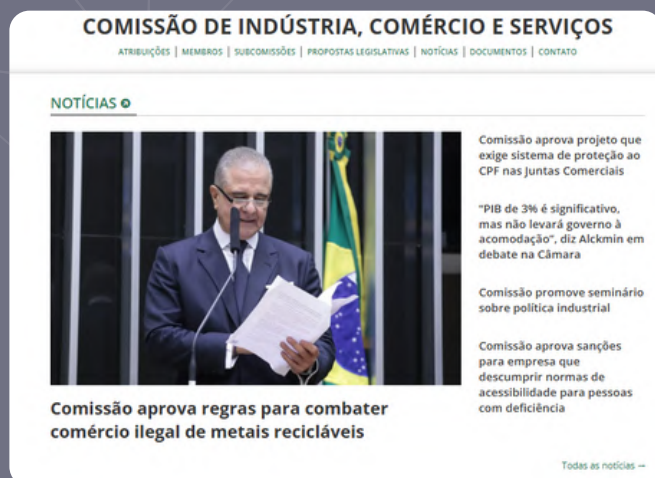 COMISSÃO DE INDÚSTRIA, COMÉRCIO E SERVIÇOS
ATRIBUIÇÕES | MEMBROS | SUBCOMISSÕES | PROPOSTAS LEGISLATIVAS | NOTÍCIAS | DOCUMENTOS | CONTATO
NOTÍCIAS
Comissão aprova regras para combater
comércio ilegal de metais recicláveis
Comissão aprova projeto que
exige sistema de proteção ao
CPF nas Juntas Comerciais
“PIB de 3% é significativo,
mas não levará governo à
acomodação”, diz Alckmin em
debate na Câmara
Comissão promove seminário
sobre política industrial
Comissão aprova sanções
para empresa que
descumprir normas de
acessibilidade para pessoas
com deficiência
Todas as notícias →